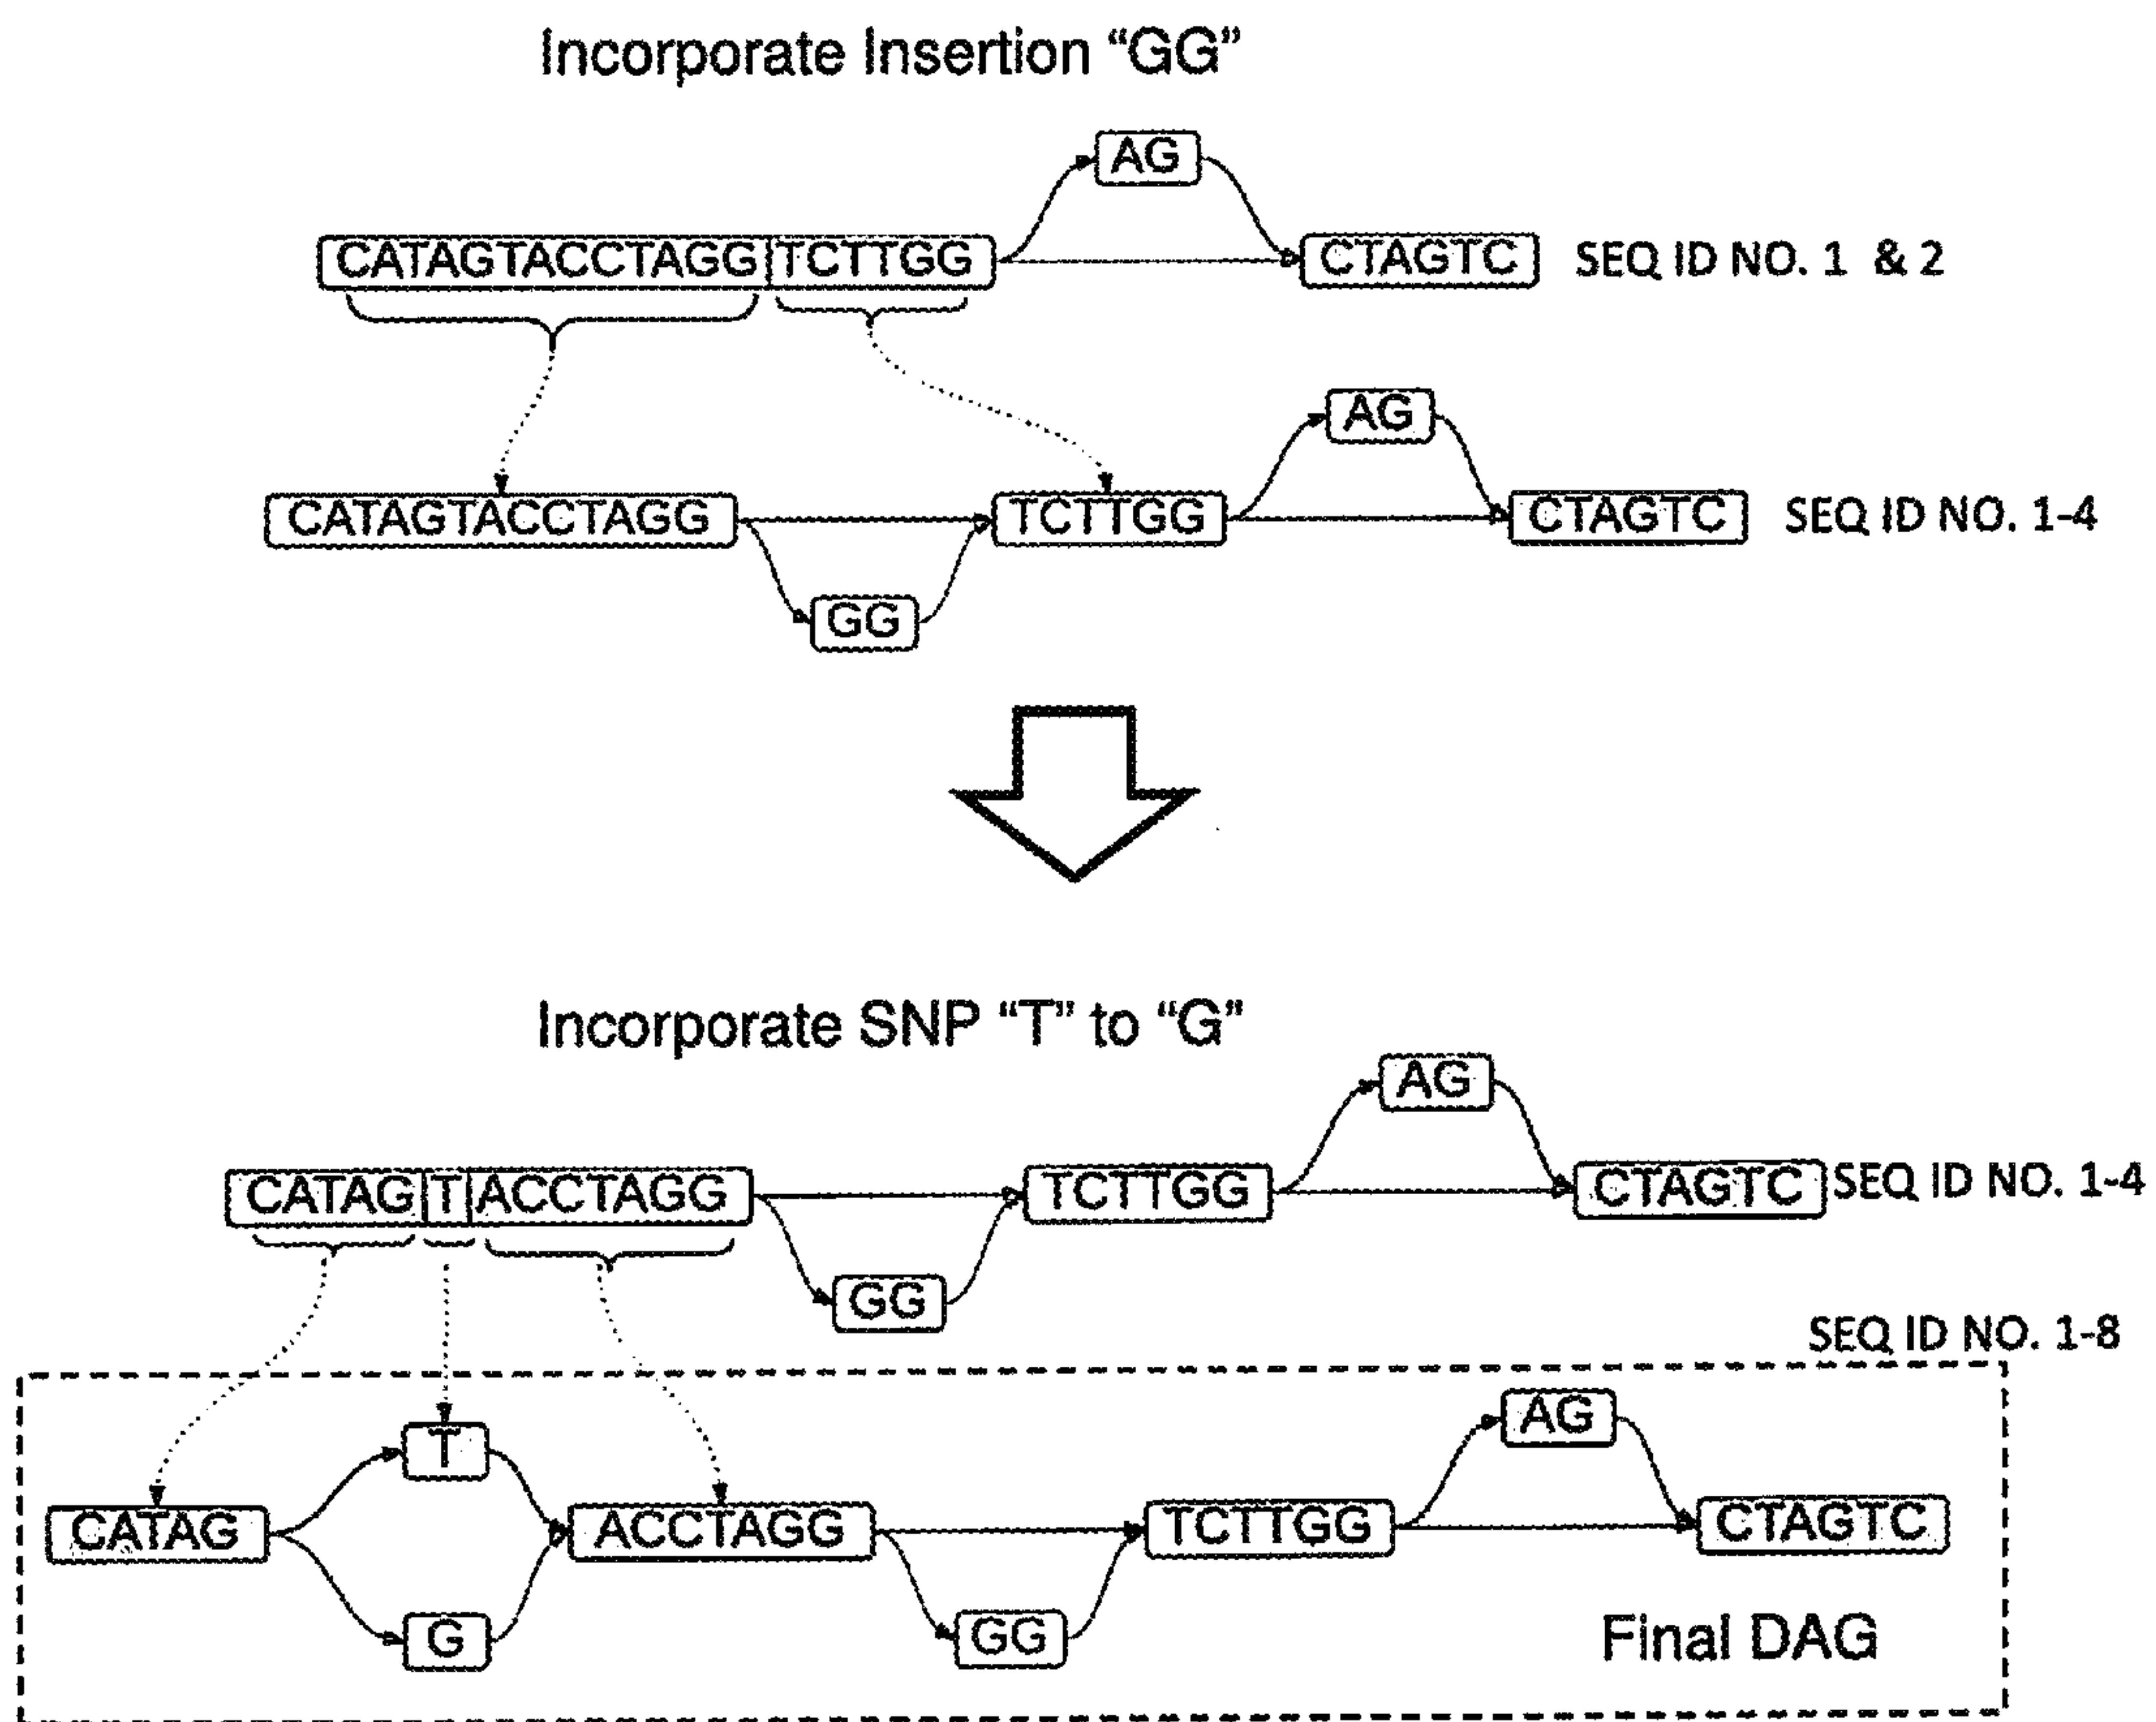 Incorporate Insertion “GG”
AG
CATAGTACCTAGG TCTTGG CTAGTC SEQ ID NO. 1 & 2
AG
CATAGTACCTAGG TCTTGG CTAGTC SEQ ID NO. 1-4
GG
Incorporate SNP “T” to “G”
AG
CATAG T ACCTAGG TCTTGG CTAGTC SEQ ID NO. 1-4
GG
SEQ ID NO. 1-8
AG
T
CATAG ACCTAGG TCTTGG CTAGTC
G GG Final DAG